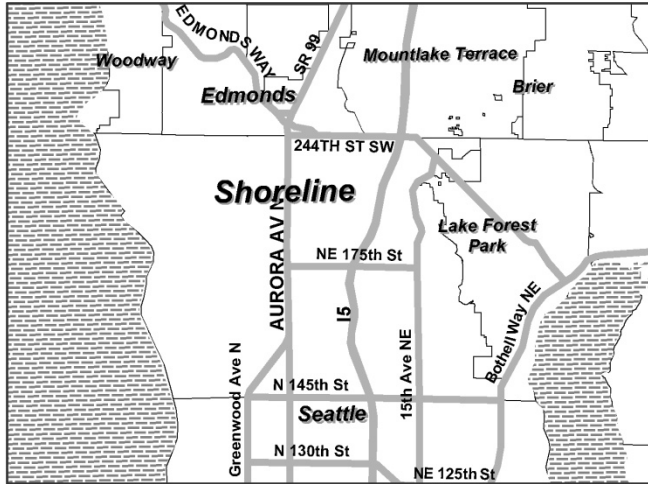 EDMONDS WAY
SR 99
Mountlake Terrace
Woodway
Brier
Edmonds
244TH ST SW
Shoreline
AURORA AV N
Lake Forest
Park
NE 175th St
I5
15th Ave NE
Bothell Way NE
Greenwood Ave N
N 145th St
Seattle
N 130th St
NE 125th St